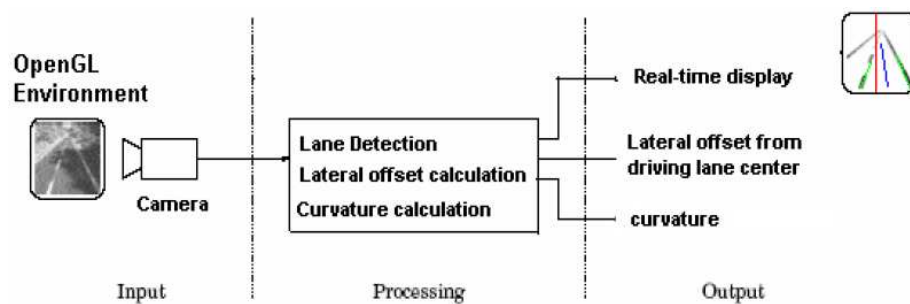 OpenGL
Environment
Camera
Lane Detection
Lateral offset calculation
Curvature calculation
Real-time display
Lateral offset from
driving lane center
curvature
Input
Processing
Output